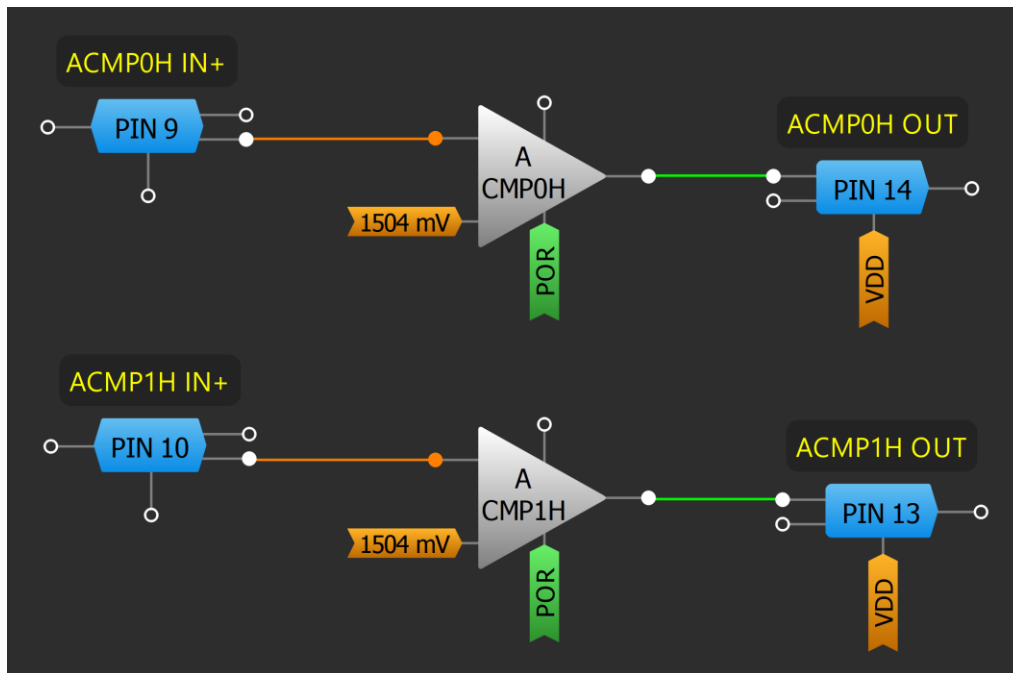 ACMP0H IN+
PIN 9
A
CMP0H
1504 mV
POR
ACMP0H OUT
PIN 14
VDD
ACMP1H IN+
PIN 10
A
CMP1H
1504 mV
POR
ACMP1H OUT
PIN 13
VDD